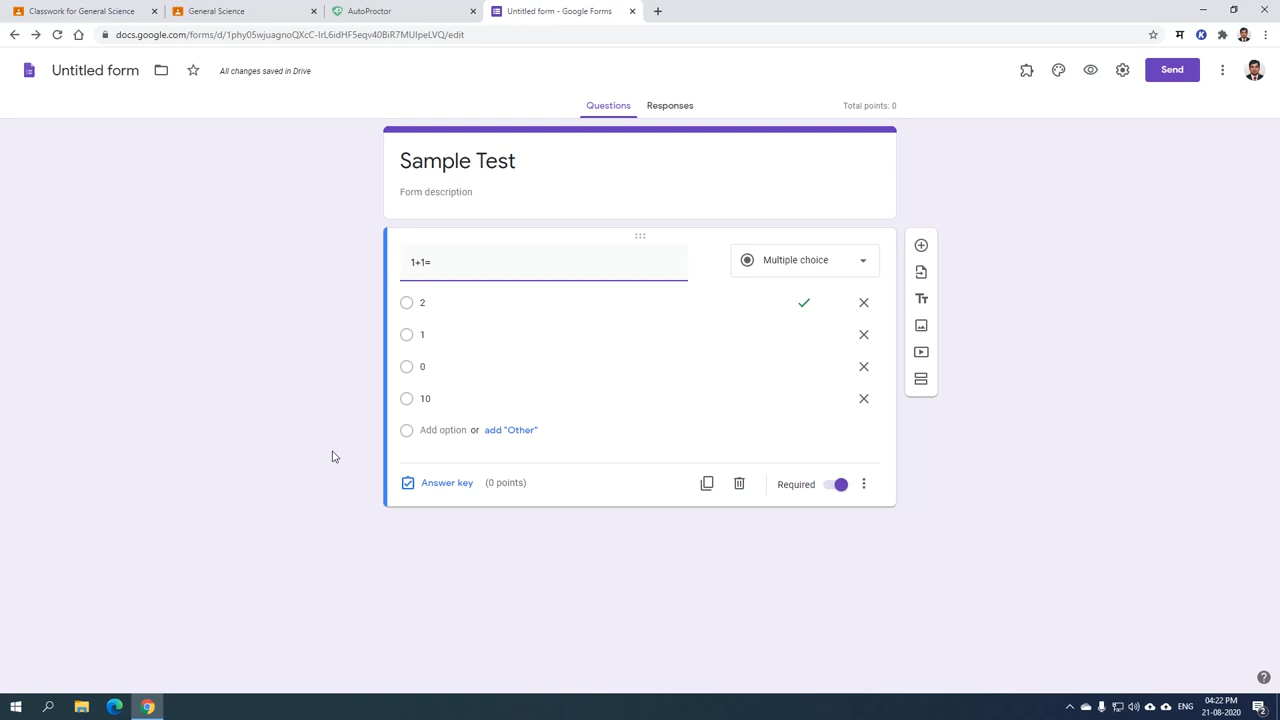 Classwork for General Science
General Science
AutoProctor
Untitled form - Google Forms
docs.google.com/forms/d/1phy05wjuagnoQXcC-IrL6idHF5eqv40BiR7MUIpeLVQ/edit
म
K
Untitled form
All changes saved in Drive
Send
Questions
Responses
Total points: 0
Sample Test
Form description
1+1=
Multiple choice
2
1
0
10
Add option or add "Other"
Answer key (0 points)
Required
Tт
ENG
04:22 PM
21-08-2020
2